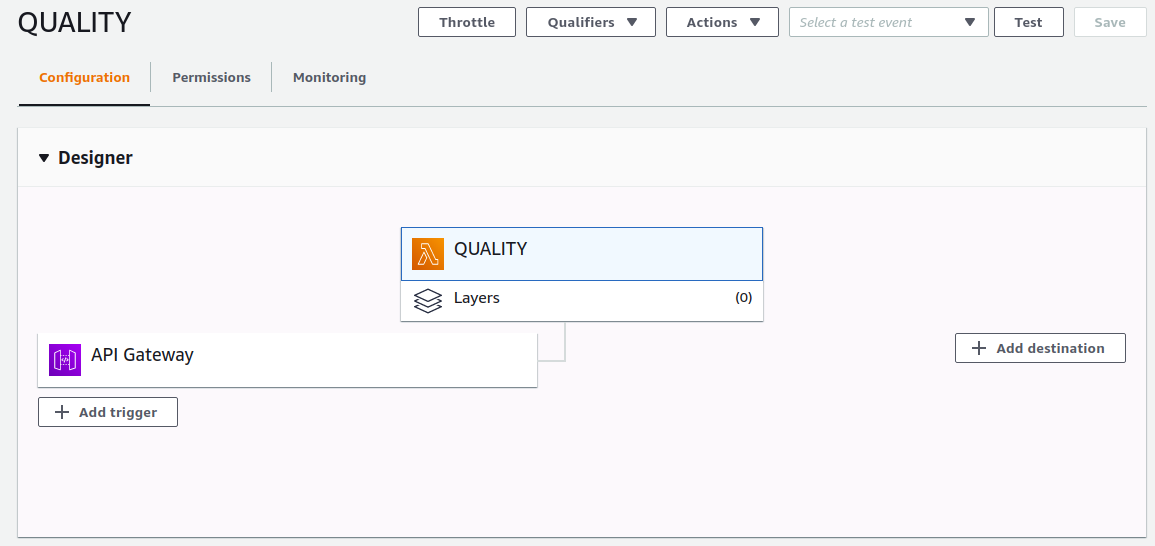 QUALITY
Throttle
Qualifiers
Actions
Select a test event
Test
Save
Configuration
Permissions
Monitoring
Designer
QUALITY
Layers (0)
API Gateway
Add destination
Add trigger